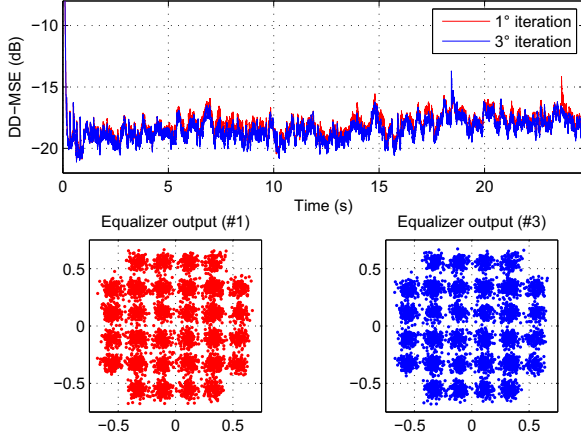 −8
−15
−20
DD−MSE (dB)
1° iteration
3° iteration
0 5 10 15 20
Time (s)
Equalizer output (#1)
0.5
0
−0.5
−0.5 0 0.5
Equalizer output (#3)
0.5
0
−0.5
−0.5 0 0.5